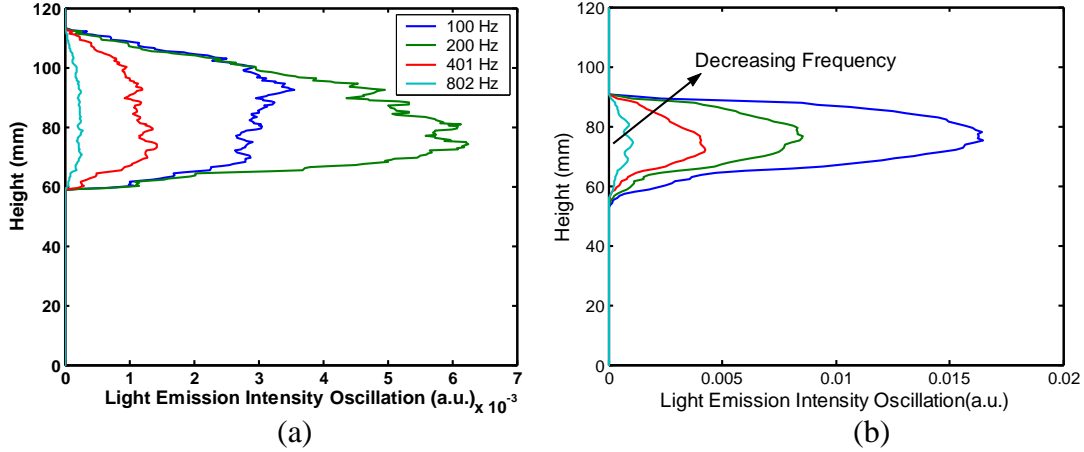 120
100
80
60
40
20
0
Height (mm)
0 1 2 3 4 5 6 7
Light Emission Intensity Oscillation (a.u.) x 10⁻³
100 Hz
200 Hz
401 Hz
802 Hz
(a)
120
100
80
60
40
20
0
Height (mm)
Decreasing Frequency
0 0.005 0.01 0.015 0.02
Light Emission Intensity Oscillation(a.u.)
(b)